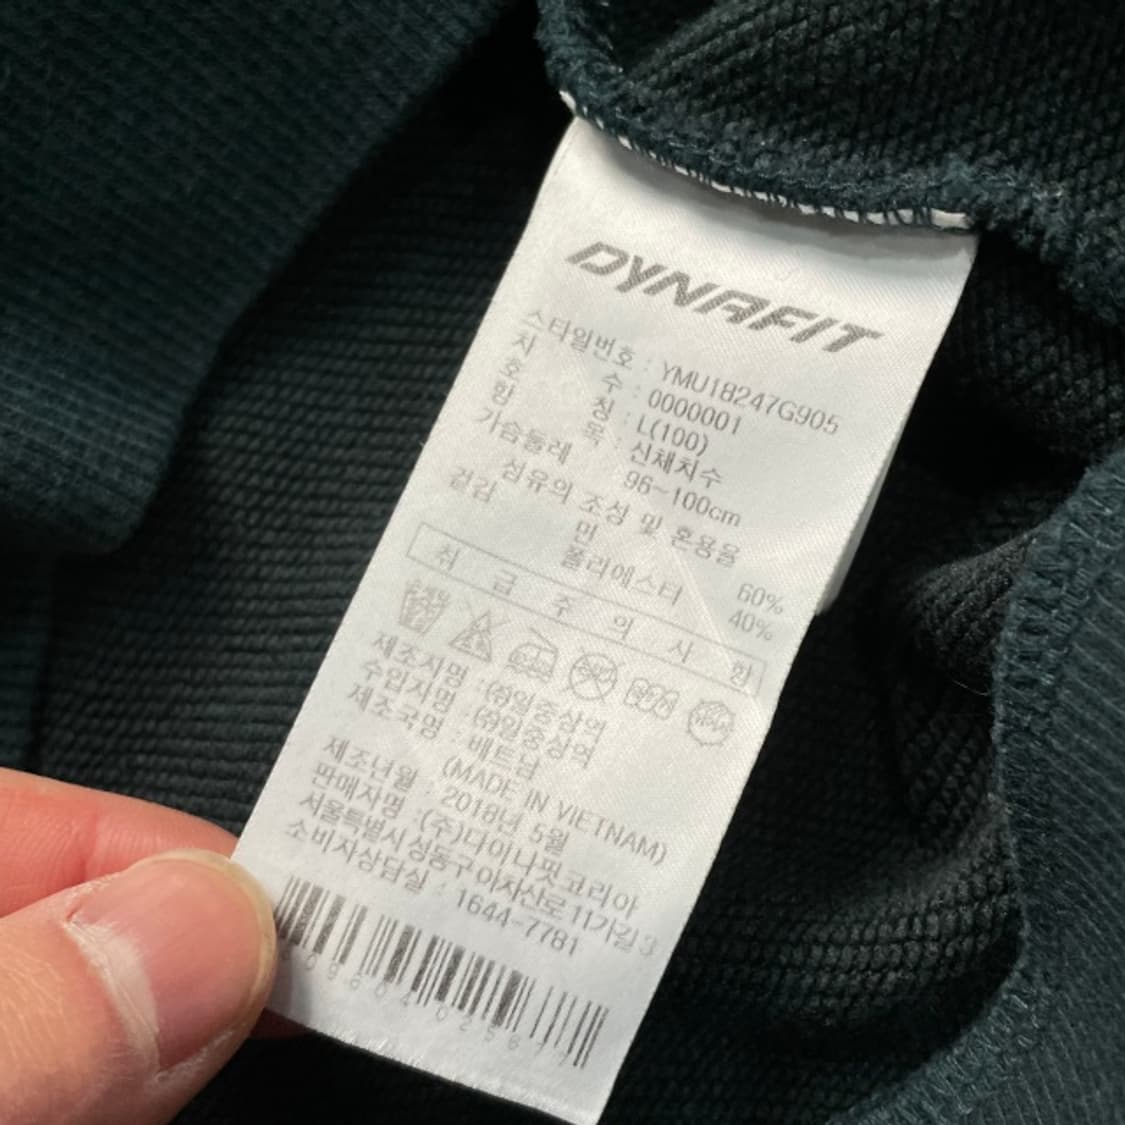 DYNAFIT
스타일번호 : YMU18247G905
치 수 : 0000001
호 칭 : L(100)
항 목 : 신체치수
가슴둘레 96~100cm
섬유의 조성 및 혼용율
겉감 면 60%
폴리에스터 40%
취 급 주 의 사 항
제조자명 : (주)일중상역
수입자명 : (주)일중상역
제조국명 : 베트남
(MADE IN VIETNAM)
제조년월 : 2018년 5월
판매자명 : (주)다이나핏코리아
서울특별시 성동구 아차산로 11가길 3
소비자상담실 : 1644-7781